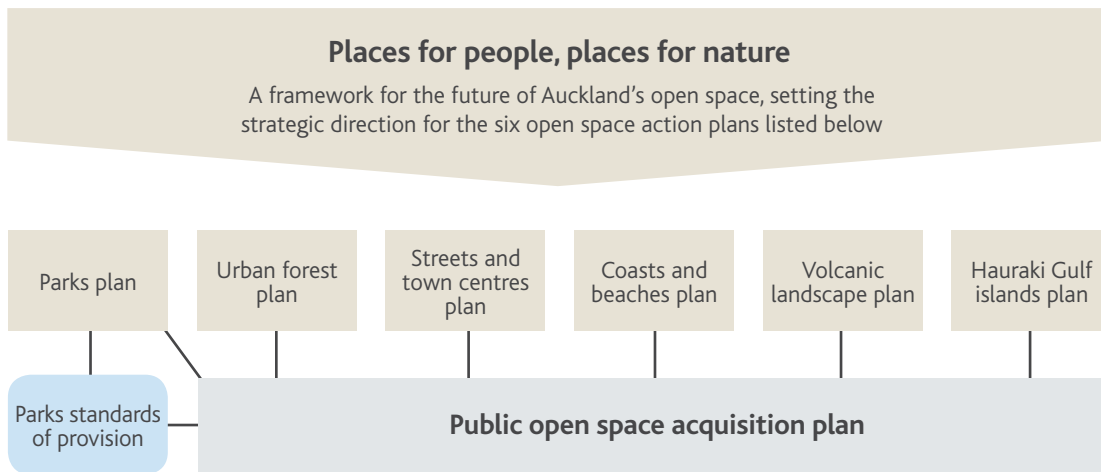 Places for people, places for nature
A framework for the future of Auckland’s open space, setting the
strategic direction for the six open space action plans listed below
Parks plan
Urban forest
plan
Streets and
town centres
plan
Coasts and
beaches plan
Volcanic
landscape plan
Hauraki Gulf
islands plan
Parks standards
of provision
Public open space acquisition plan